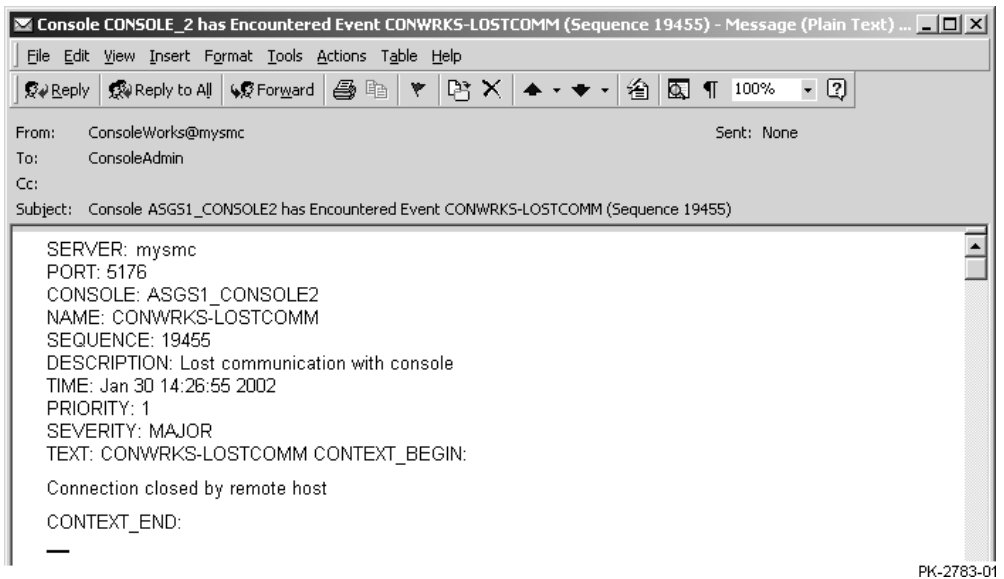 Console CONSOLE_2 has Encountered Event CONWRKS-LOSTCOMM (Sequence 19455) - Message (Plain Text) ...
File Edit View Insert Format Tools Actions Table Help
Reply Reply to All Forward 100%
From: ConsoleWorks@mysmc Sent: None
To: ConsoleAdmin
Cc:
Subject: Console ASGS1_CONSOLE2 has Encountered Event CONWRKS-LOSTCOMM (Sequence 19455)
SERVER: mysmc
PORT: 5176
CONSOLE: ASGS1_CONSOLE2
NAME: CONWRKS-LOSTCOMM
SEQUENCE: 19455
DESCRIPTION: Lost communication with console
TIME: Jan 30 14:26:55 2002
PRIORITY: 1
SEVERITY: MAJOR
TEXT: CONWRKS-LOSTCOMM CONTEXT_BEGIN:
Connection closed by remote host
CONTEXT_END:
PK-2783-01